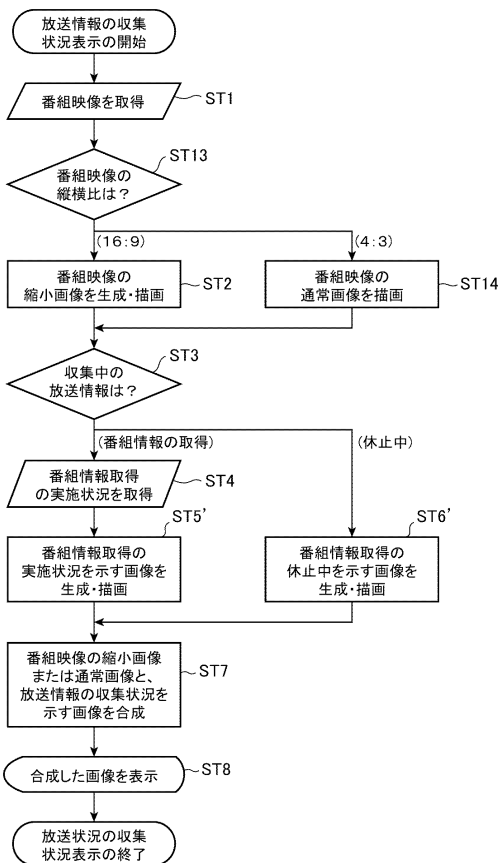 放送情報の収集
状況表示の開始
番組映像を取得
ST1
番組映像の
縦横比は？
ST13
(16:9)
(4:3)
番組映像の
縮小画像を生成・描画
ST2
番組映像の
通常画像を描画
ST14
収集中の
放送情報は？
ST3
(番組情報の取得)
(休止中)
番組情報取得
の実施状況を取得
ST4
ST5’
番組情報取得の
実施状況を示す画像を
生成・描画
ST6’
番組情報取得の
休止中を示す画像を
生成・描画
番組映像の縮小画像
または通常画像と、
放送情報の収集状況を
示す画像を合成
ST7
合成した画像を表示
ST8
放送状況の収集
状況表示の終了